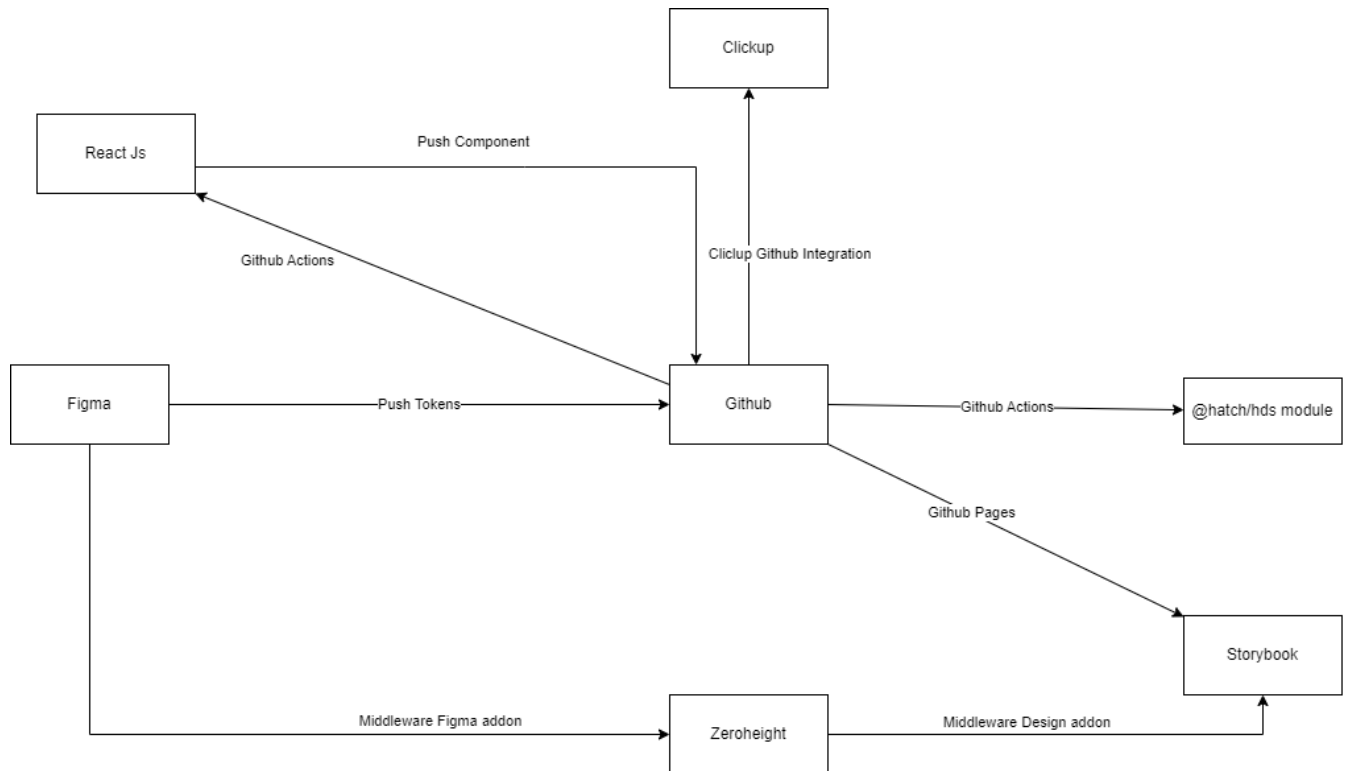 Clickup
React Js
Push Component
Github Actions
Cliclup Github Integration
Figma
Push Tokens
Github
Github Actions
@hatch/hds module
Github Pages
Storybook
Middleware Figma addon
Zeroheight
Middleware Design addon